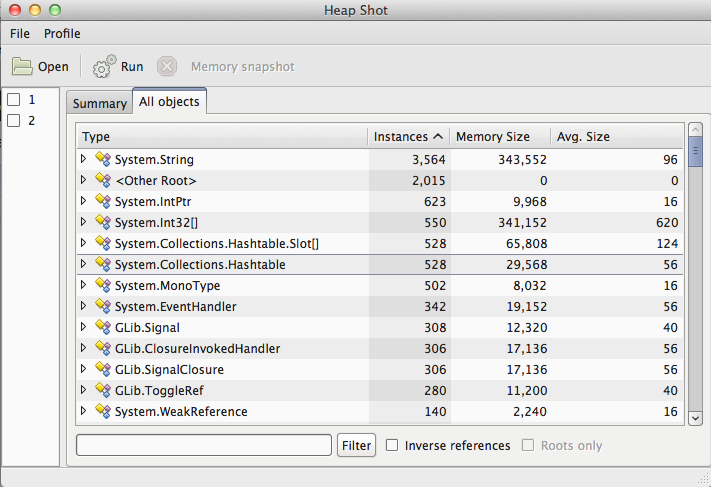 Heap Shot
File Profile
Open Run Memory snapshot
1
2
Summary All objects
Type Instances Memory Size Avg. Size
System.String 3,564 343,552 96
<Other Root> 2,015 0 0
System.IntPtr 623 9,968 16
System.Int32[] 550 341,152 620
System.Collections.Hashtable.Slot[] 528 65,808 124
System.Collections.Hashtable 528 29,568 56
System.MonoType 502 8,032 16
System.EventHandler 342 19,152 56
GLib.Signal 308 12,320 40
GLib.ClosureInvokedHandler 306 17,136 56
GLib.SignalClosure 306 17,136 56
GLib.ToggleRef 280 11,200 40
System.WeakReference 140 2,240 16
Filter Inverse references Roots only